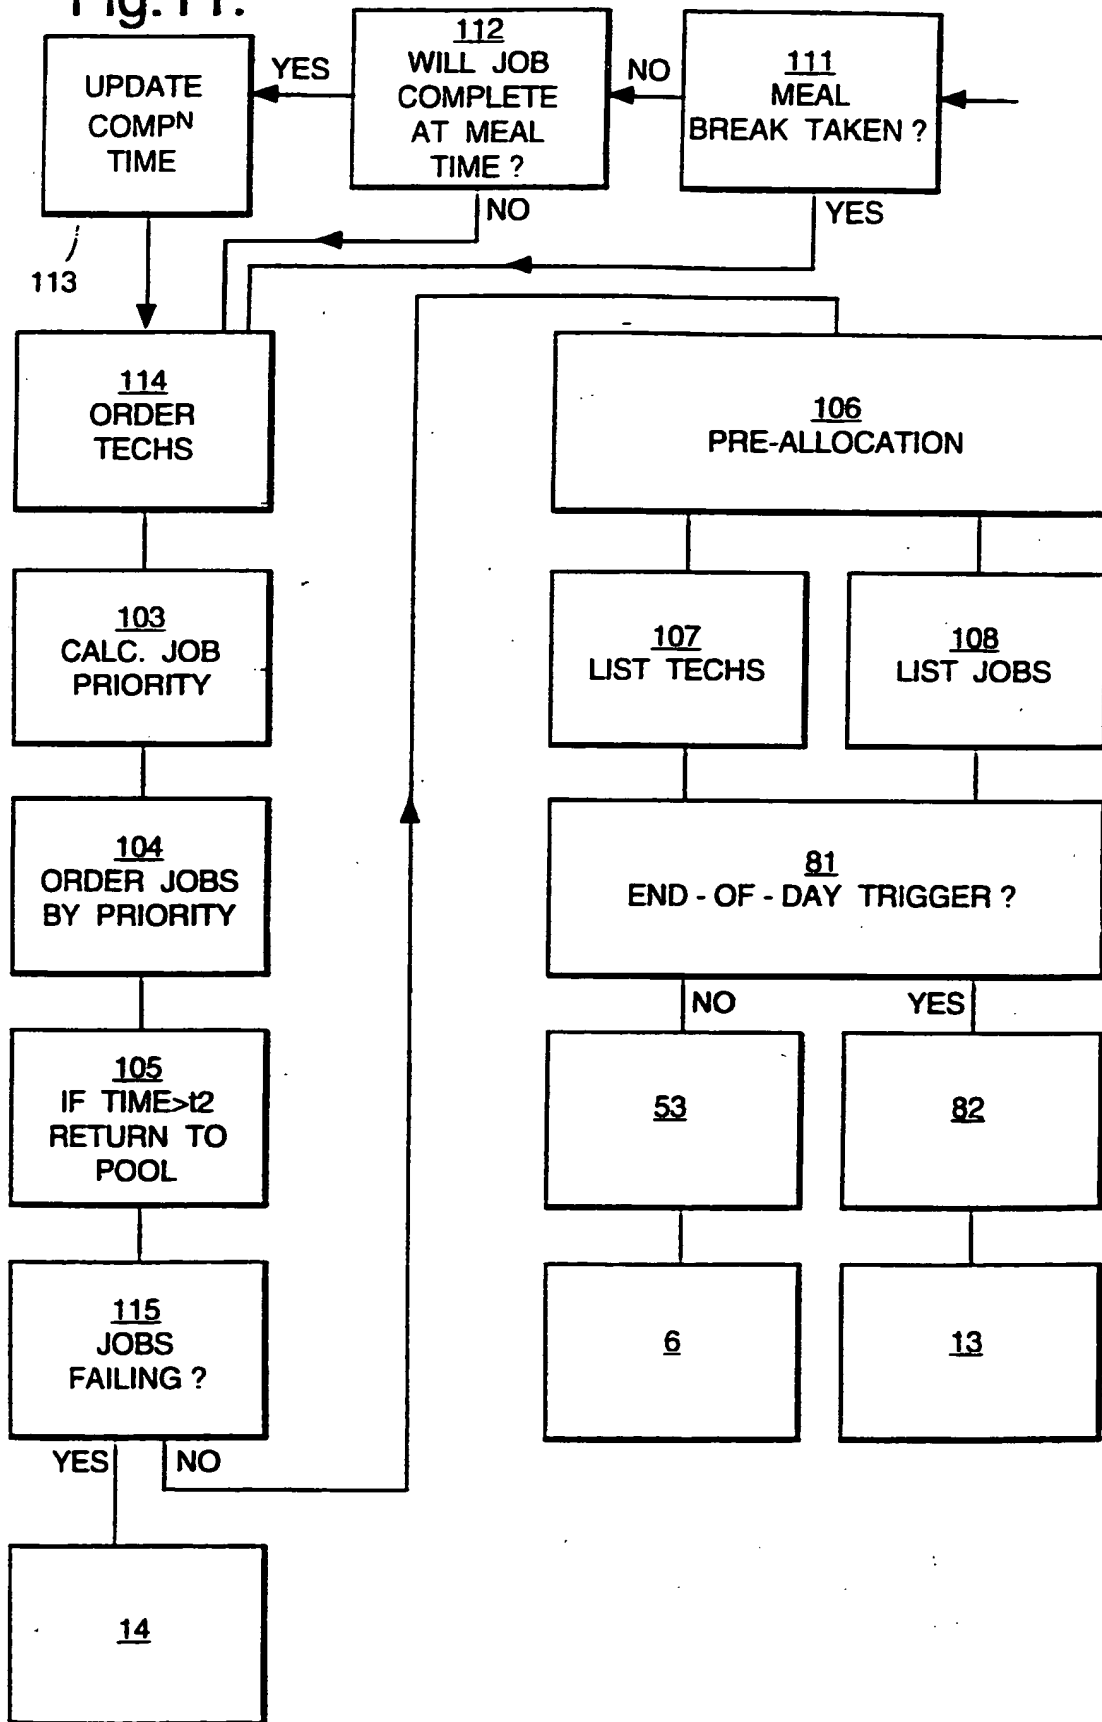 Fig.11.
UPDATE
COMPN
TIME
113
YES
112
WILL JOB
COMPLETE
AT MEAL
TIME ?
NO
NO
111
MEAL
BREAK TAKEN ?
YES
114
ORDER
TECHS
103
CALC. JOB
PRIORITY
104
ORDER JOBS
BY PRIORITY
105
IF TIME>t2
RETURN TO
POOL
115
JOBS
FAILING ?
YES
NO
14
106
PRE-ALLOCATION
107
LIST TECHS
108
LIST JOBS
81
END - OF - DAY TRIGGER ?
NO
YES
53
82
6
13